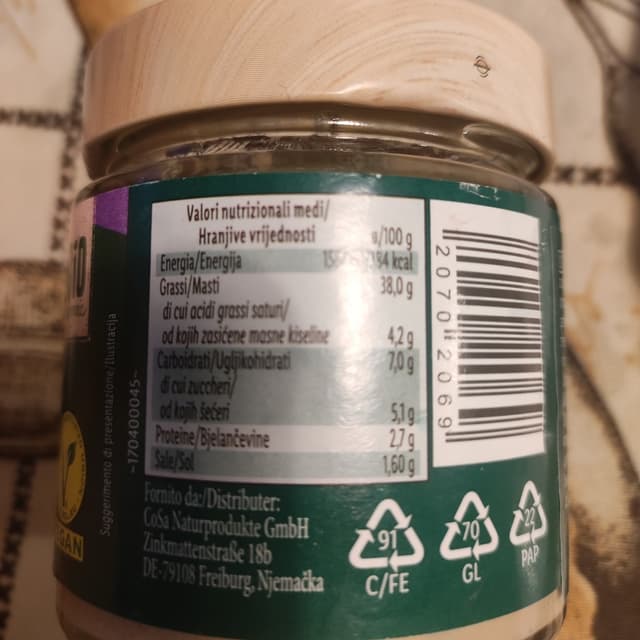 Valori nutrizionali medi/
Hranjive vrijednosti /100 g
Energia/Energija kcal
Grassi/Masti 38,0 g
di cui acidi grassi saturi/
od kojih zasićene masne kiseline 4,2 g
Carboidrati/Ugljikohidrati 7,0 g
di cui zuccheri/
od kojih šećeri 5,1 g
Proteine/Bjelančevine 2,7 g
Sale/Sol 1,60 g
Fornito da:/Distributer:
CoSa Naturprodukte GmbH
Zinkmattenstraße 18b
DE-79108 Freiburg, Njemačka
Suggerimento di presentazione/Ilustracija
~170400045~
20702069
91
C/FE
70
GL
22
PAP